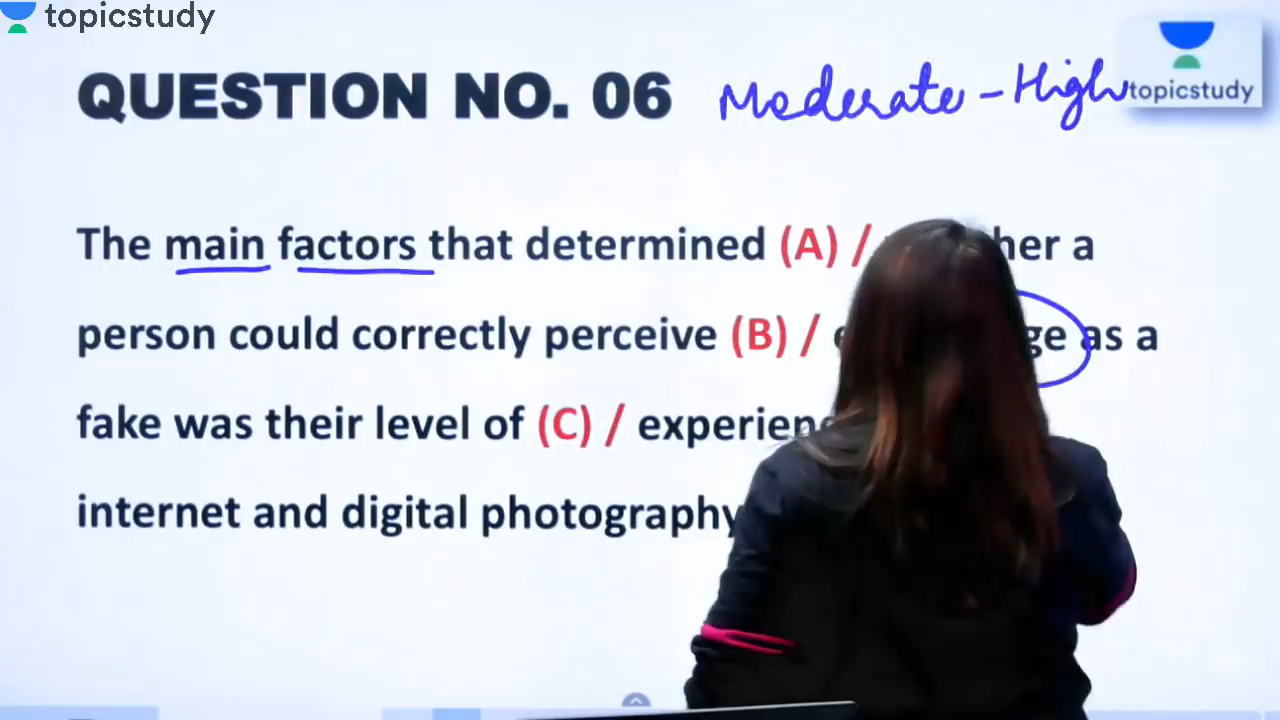 topicstudy
QUESTION NO. 06 Moderate - High
topicstudy
The main factors that determined (A) / a
person could correctly perceive (B) / as a
fake was their level of (C) /
internet and digital photography